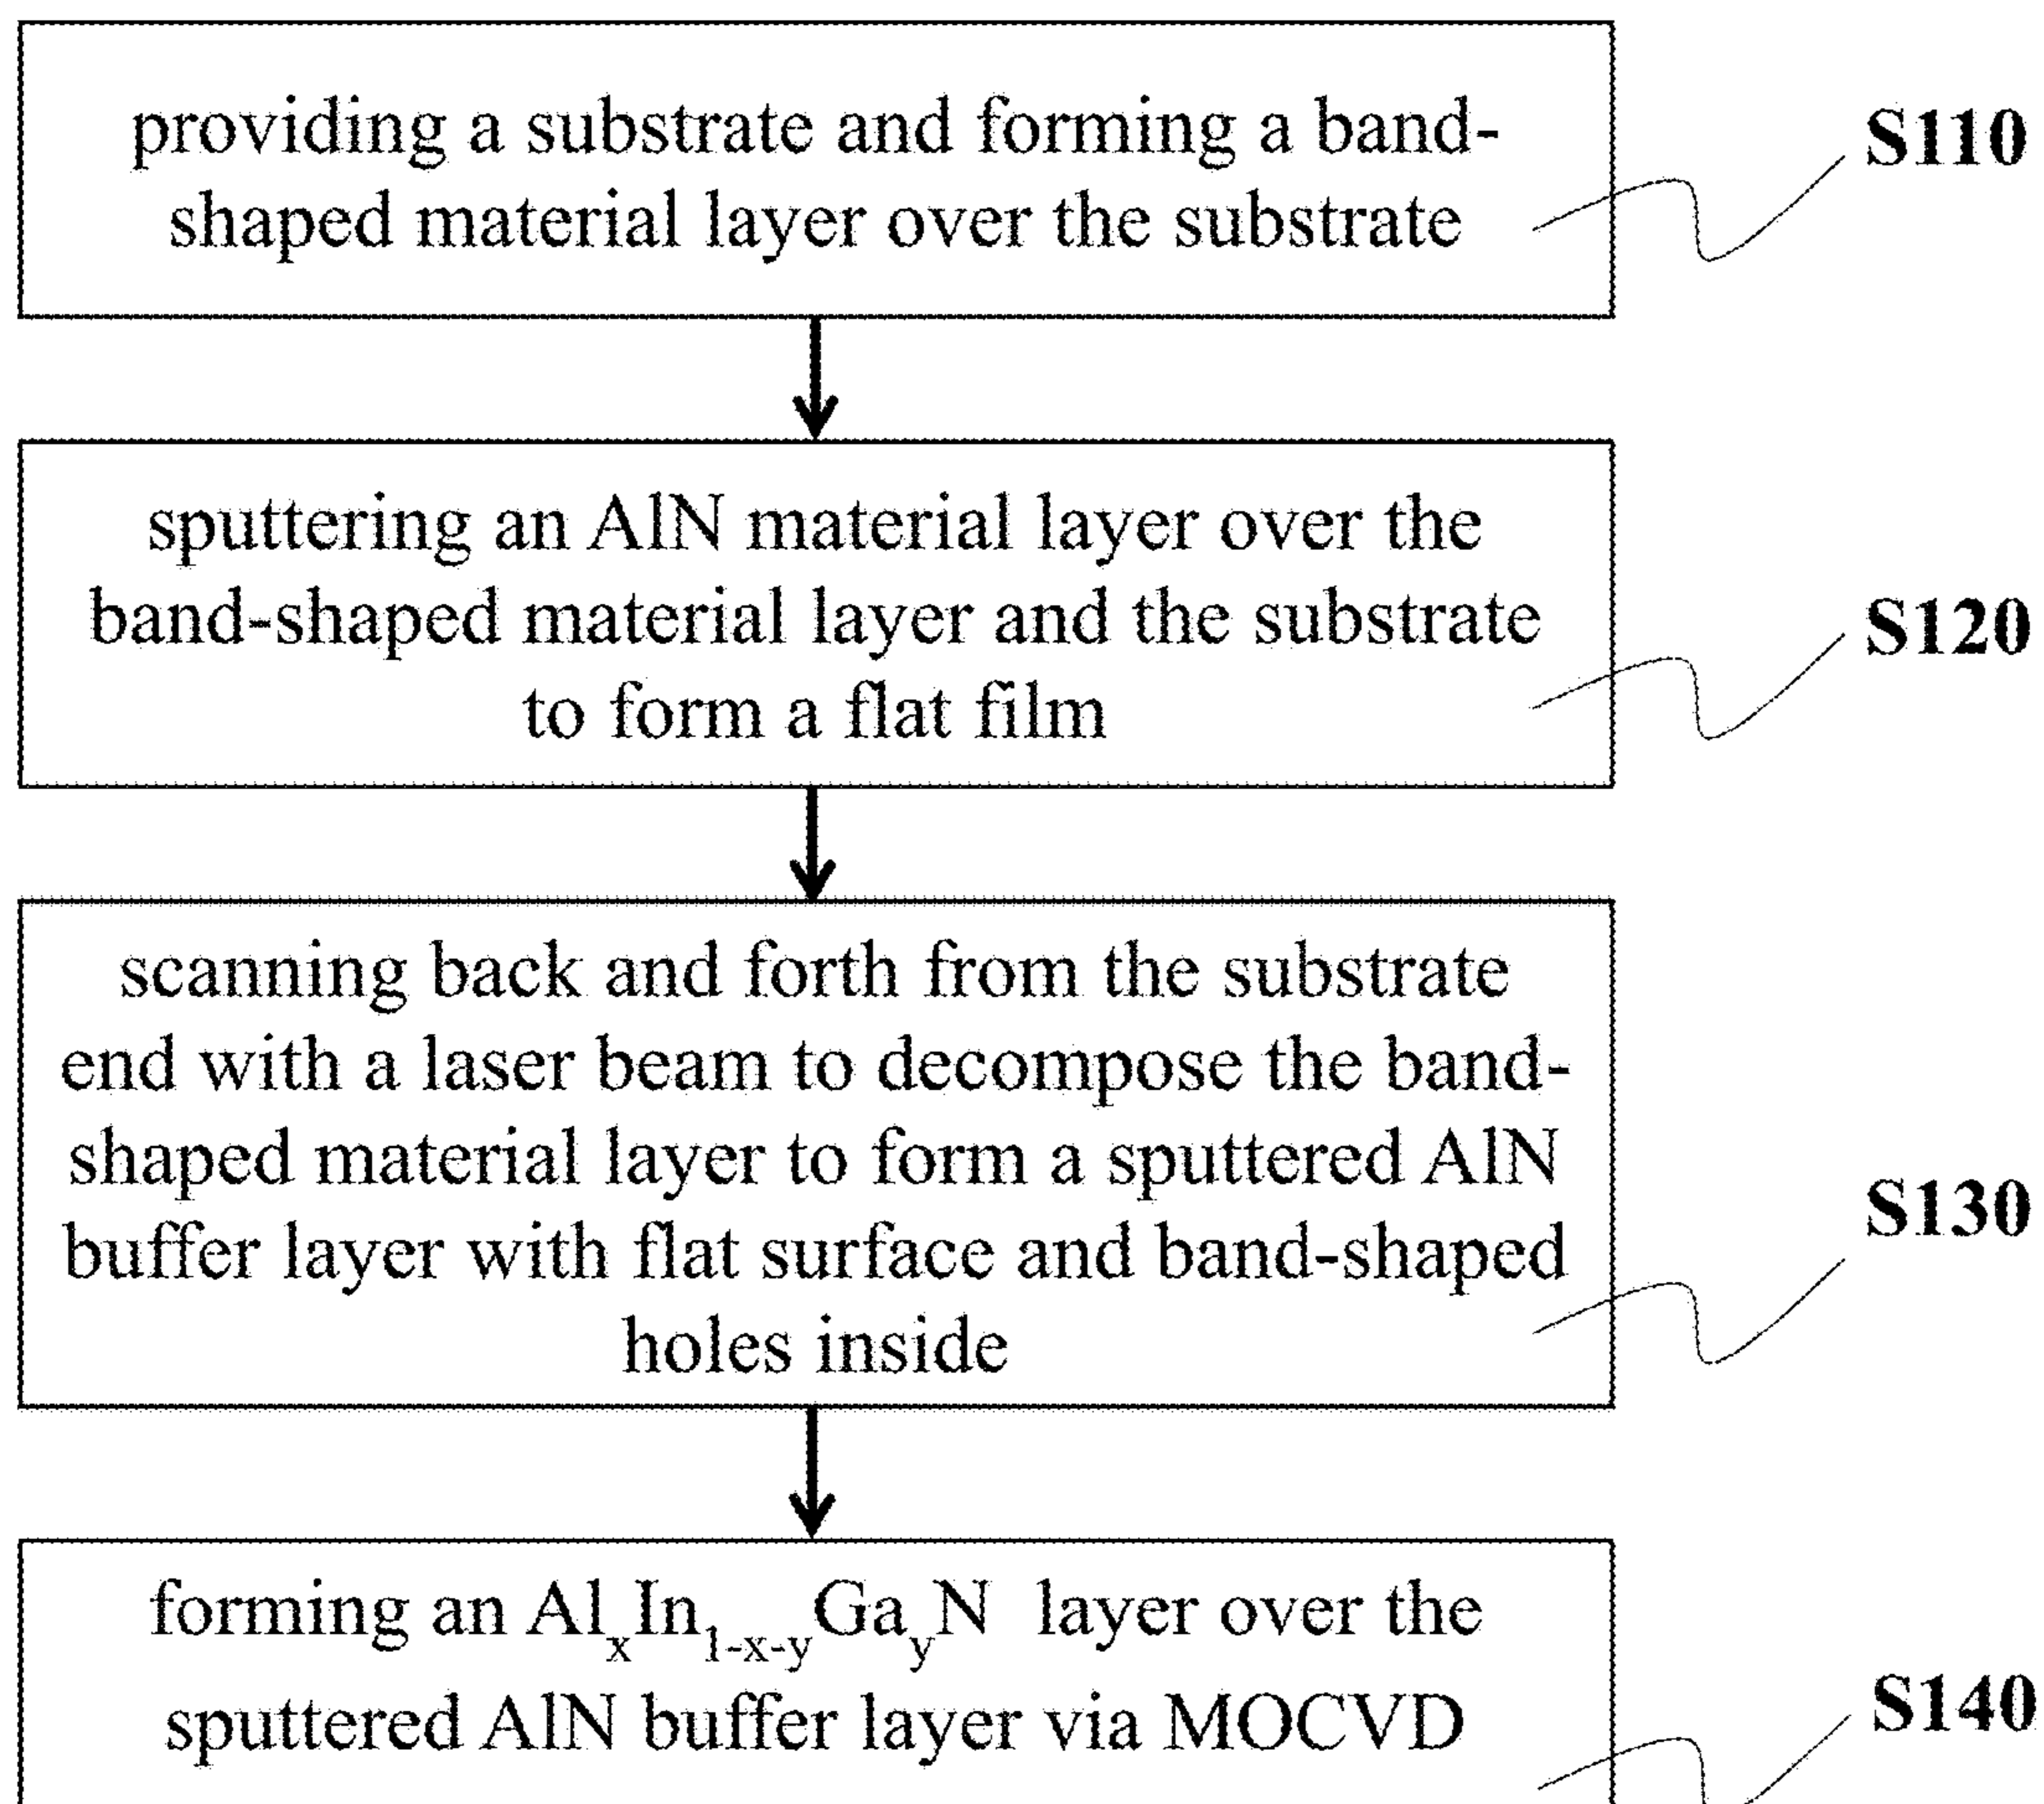 providing a substrate and forming a band-
shaped material layer over the substrate
S110
sputtering an AlN material layer over the
band-shaped material layer and the substrate
to form a flat film
S120
scanning back and forth from the substrate
end with a laser beam to decompose the band-
shaped material layer to form a sputtered AlN
buffer layer with flat surface and band-shaped
holes inside
S130
forming an AlₓIn₁₋ₓ₋yGayN layer over the
sputtered AlN buffer layer via MOCVD
S140